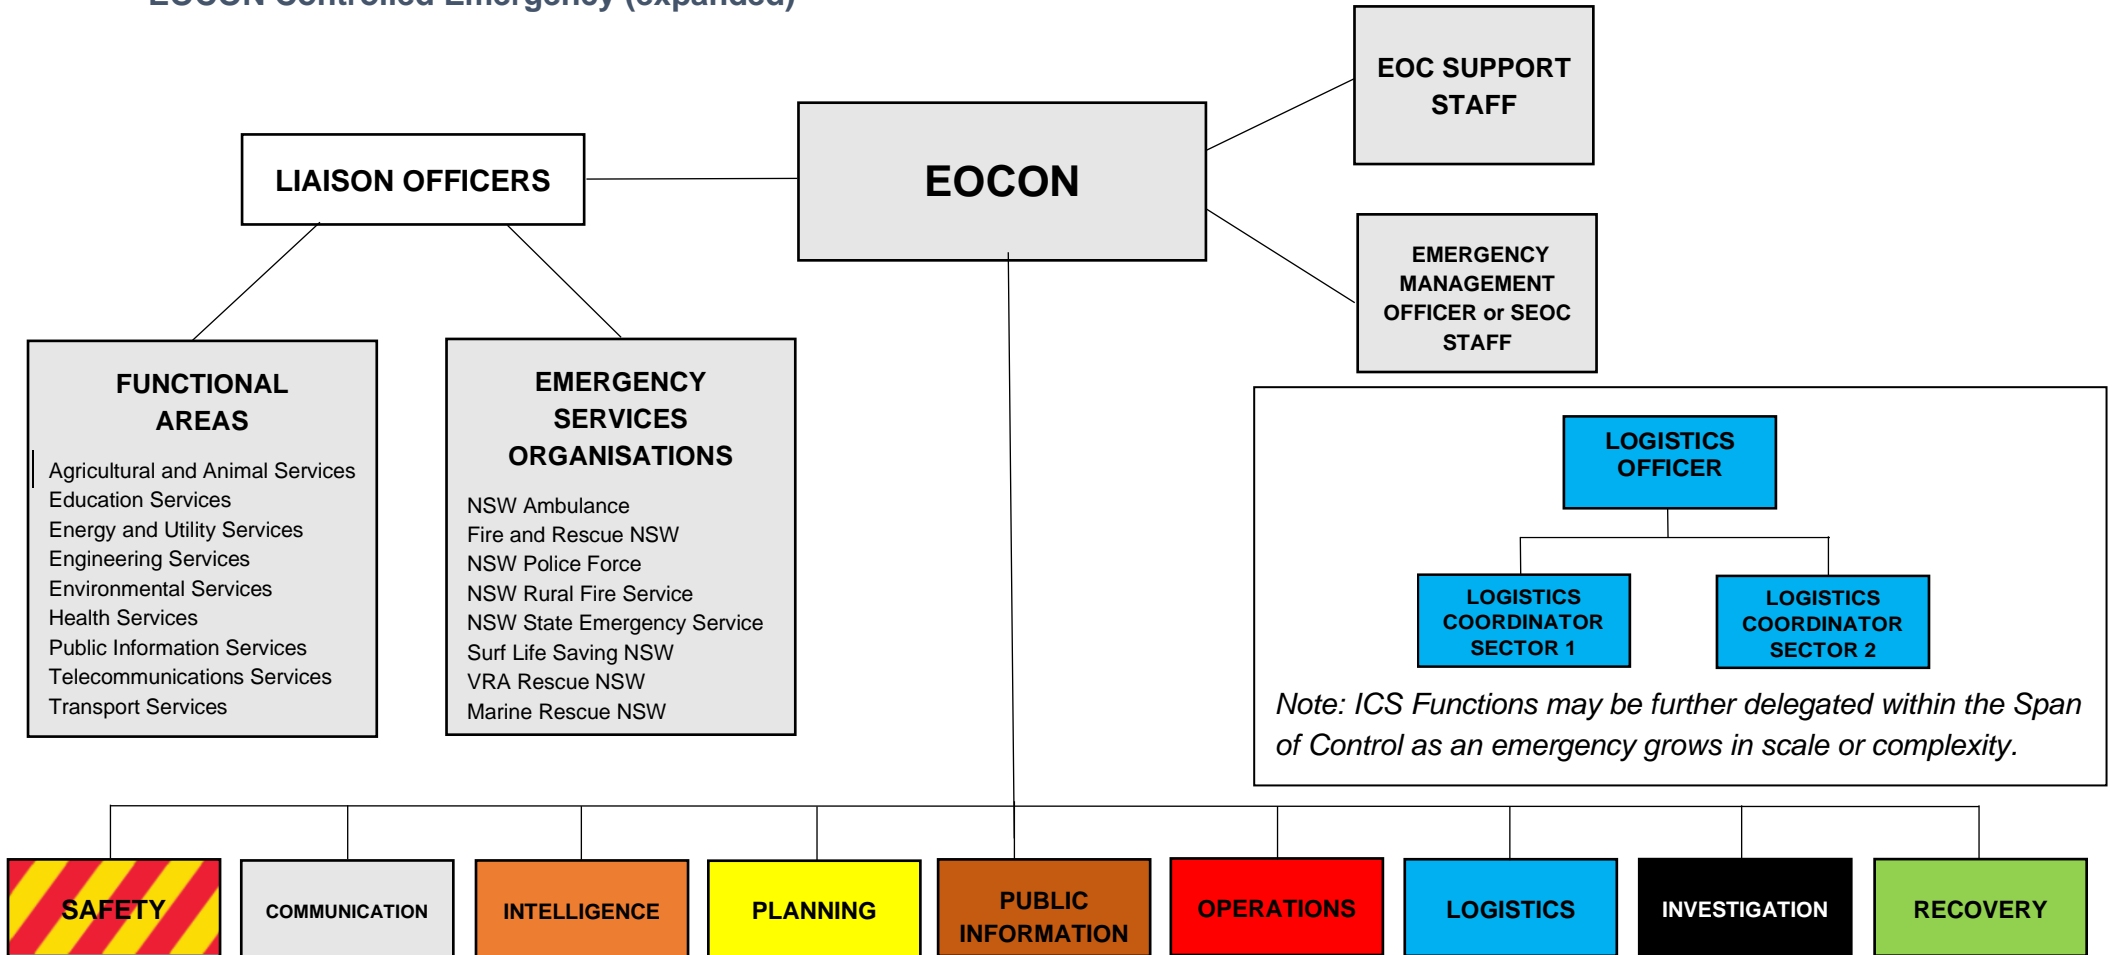 EOCON Controlled Emergency (expanded)
EOC SUPPORT
STAFF
EOCON
LIAISON OFFICERS
EMERGENCY
MANAGEMENT
OFFICER or SEOC
STAFF
FUNCTIONAL
AREAS
Agricultural and Animal Services
Education Services
Energy and Utility Services
Engineering Services
Environmental Services
Health Services
Public Information Services
Telecommunications Services
Transport Services
EMERGENCY
SERVICES
ORGANISATIONS
NSW Ambulance
Fire and Rescue NSW
NSW Police Force
NSW Rural Fire Service
NSW State Emergency Service
Surf Life Saving NSW
VRA Rescue NSW
Marine Rescue NSW
LOGISTICS
OFFICER
LOGISTICS
COORDINATOR
SECTOR 1
LOGISTICS
COORDINATOR
SECTOR 2
Note: ICS Functions may be further delegated within the Span
of Control as an emergency grows in scale or complexity.
SAFETY
COMMUNICATION
INTELLIGENCE
PLANNING
PUBLIC
INFORMATION
OPERATIONS
LOGISTICS
INVESTIGATION
RECOVERY